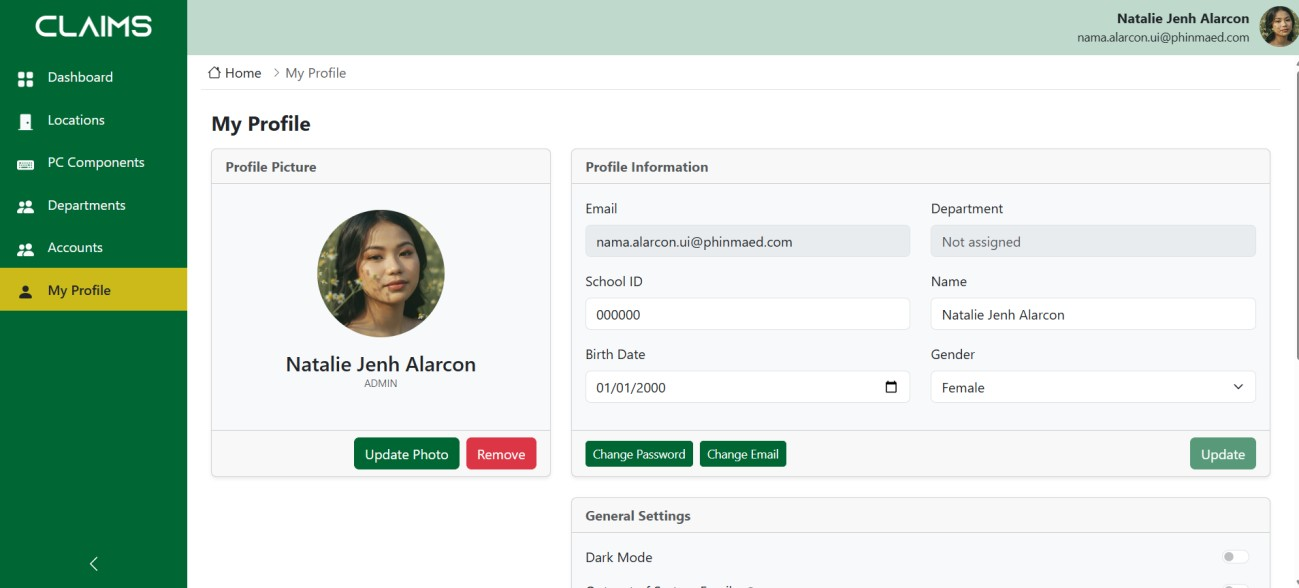 CLAIMS
Natalie Jenh Alarcon
nama.alarcon.ui@phinmaed.com
Dashboard
Locations
PC Components
Departments
Accounts
My Profile
Home > My Profile
My Profile
Profile Picture
Natalie Jenh Alarcon
ADMIN
Update Photo Remove
Profile Information
Email Department
nama.alarcon.ui@phinmaed.com Not assigned
School ID Name
000000 Natalie Jenh Alarcon
Birth Date Gender
01/01/2000 Female
Change Password Change Email Update
General Settings
Dark Mode